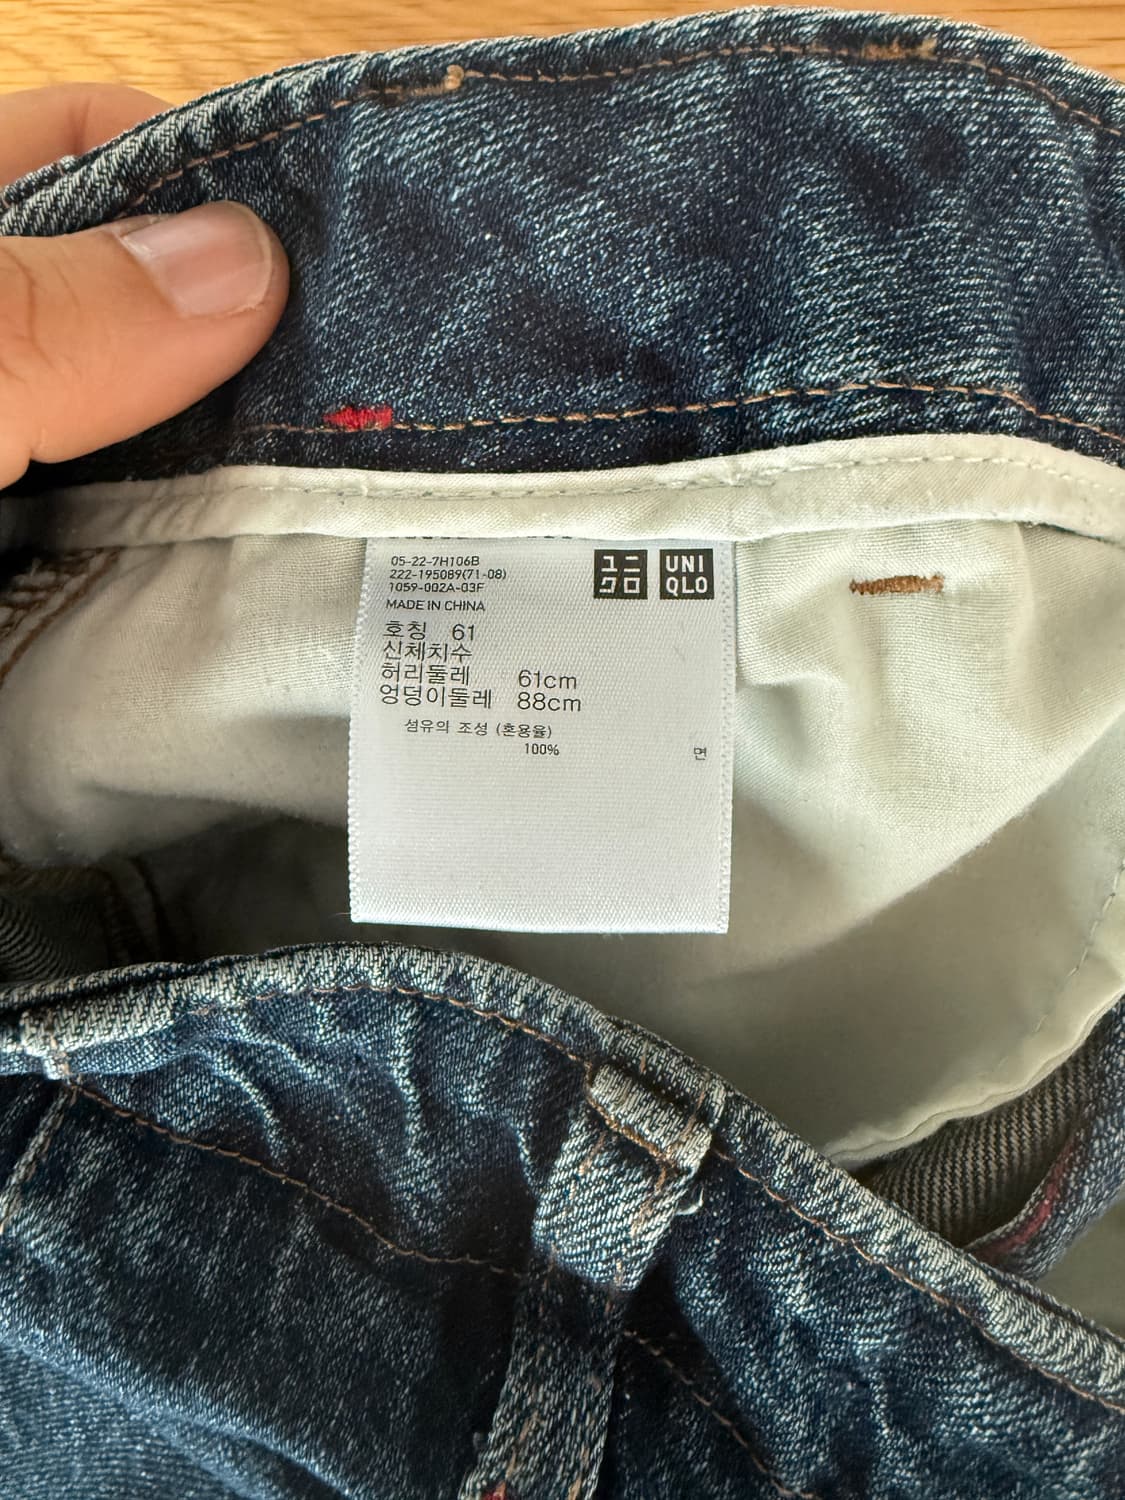 05-22-7H106B
222-195089(71-08)
1059-002A-03F
MADE IN CHINA
ユニ
クロ
UNI
QLO
호칭 61
신체치수
허리둘레 61cm
엉덩이둘레 88cm
섬유의 조성 (혼용율)
100% 면